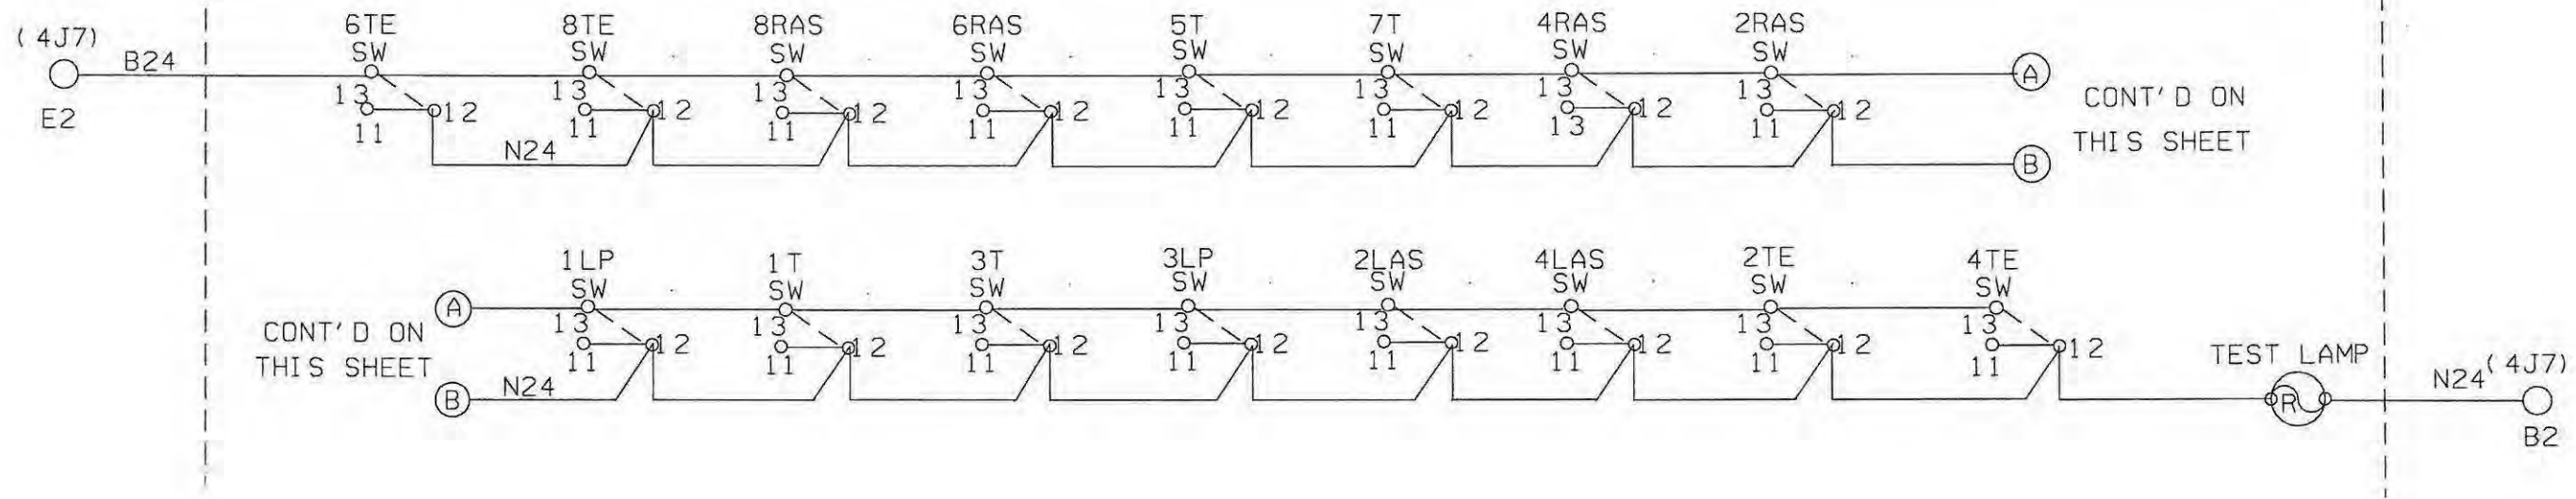 6TE 8TE 8RAS 6RAS 5T 7T 4RAS 2RAS
(4J7) SW SW SW SW SW SW SW SW
B24 A
13 13 13 13 13 13 13 13 CONT'D ON
E2 12 12 12 12 12 12 12 12
11 11 11 11 11 11 13 11 THIS SHEET
N24 B
1LP 1T 3T 3LP 2LAS 4LAS 2TE 4TE
SW SW SW SW SW SW SW SW
A
CONT'D ON 13 13 13 13 13 13 13 13
12 12 12 12 12 12 12 12 TEST LAMP
THIS SHEET 11 11 11 11 11 11 11 11
B N24 R N24 (4J7)
B2